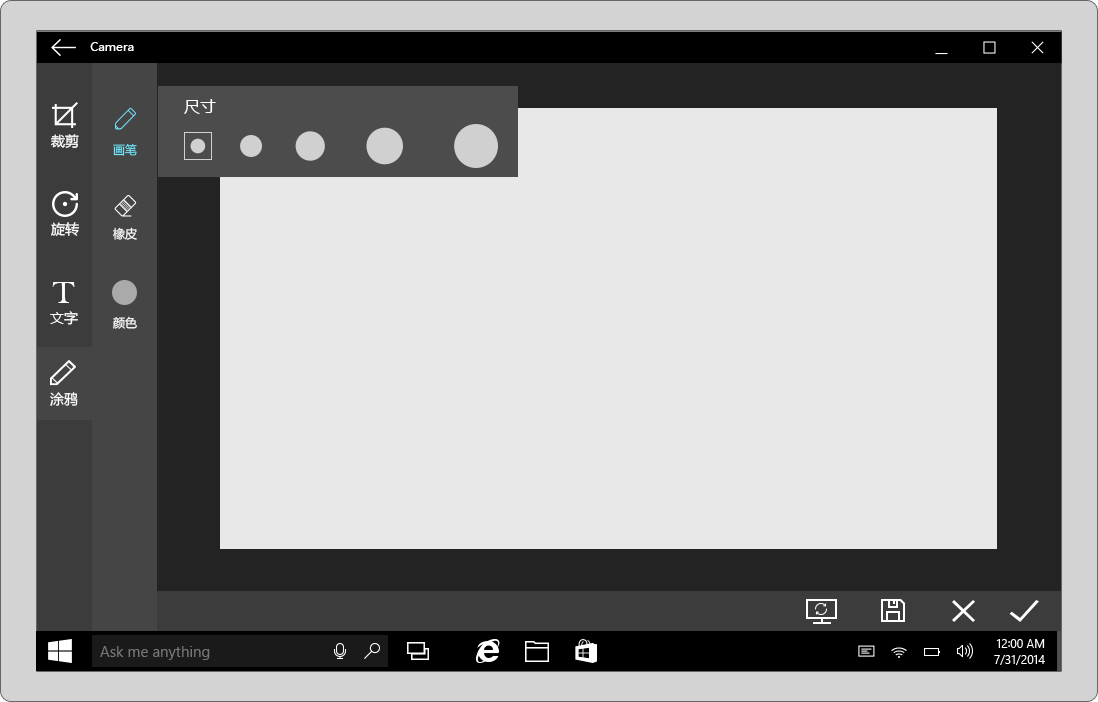 Camera
裁剪
旋转
文字
涂鸦
画笔
橡皮
颜色
尺寸
Ask me anything
12:00 AM
7/31/2014